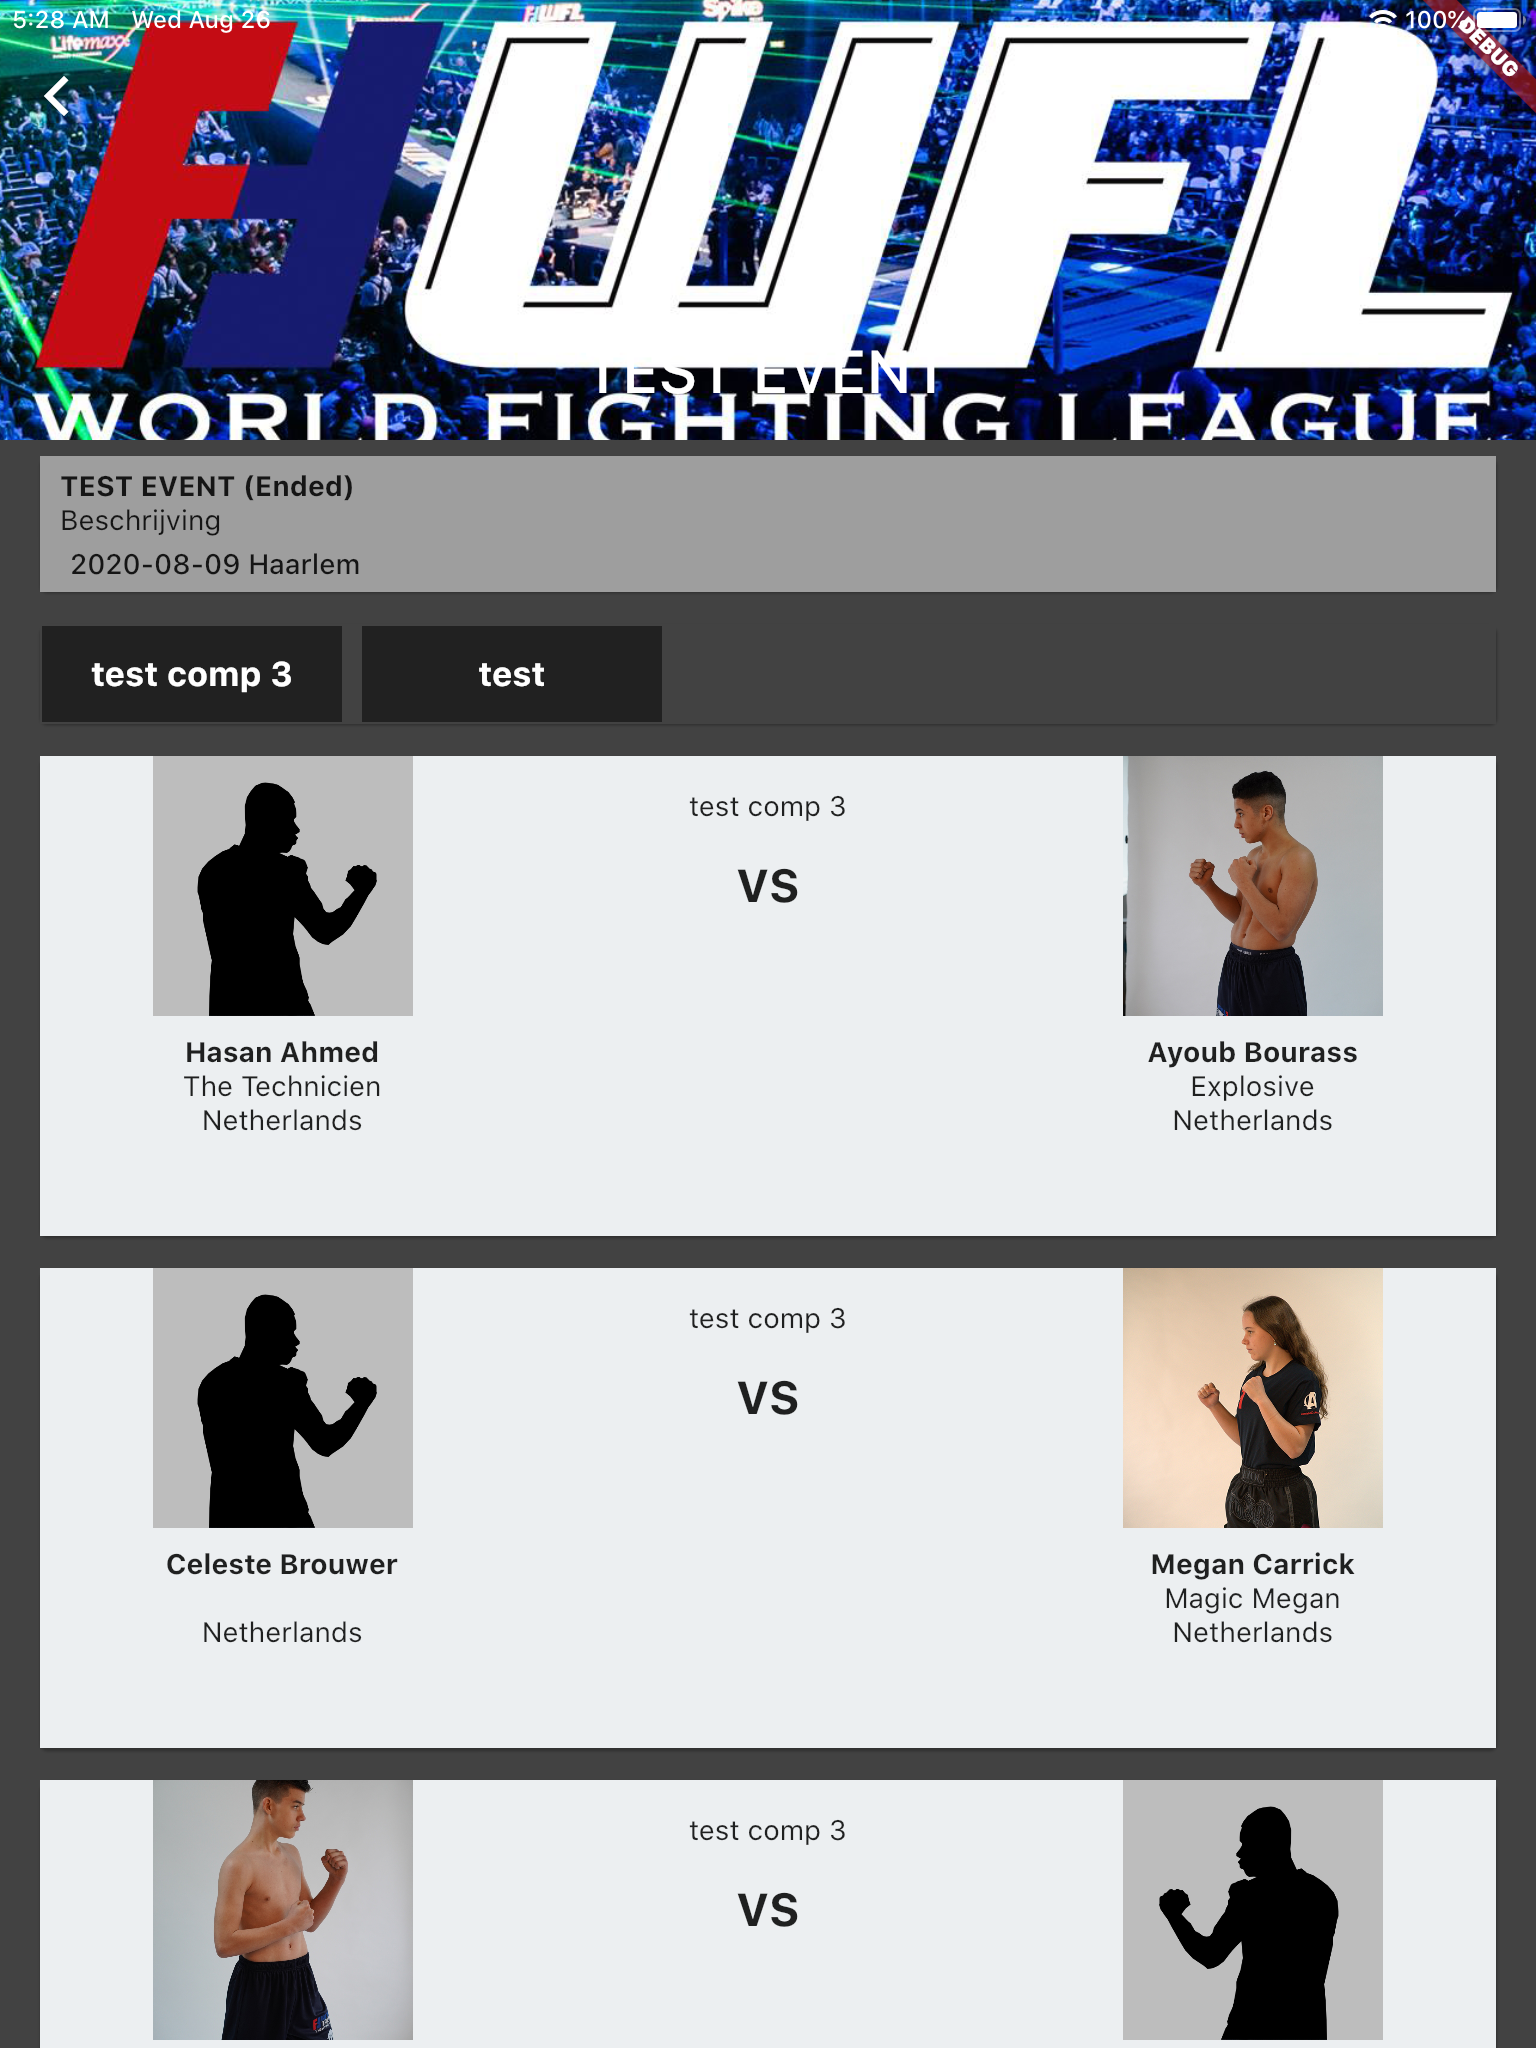 5:28 AM Wed Aug 26
100%
DEBUG
Lifemaxx
Spike
WFL
TEST EVENT
WORLD FIGHTING LEAGUE
TEST EVENT (Ended)
Beschrijving
2020-08-09 Haarlem
test comp 3
test
test comp 3
VS
Hasan Ahmed
The Technicien
Netherlands
Ayoub Bourass
Explosive
Netherlands
test comp 3
VS
Celeste Brouwer
Netherlands
Megan Carrick
Magic Megan
Netherlands
test comp 3
VS